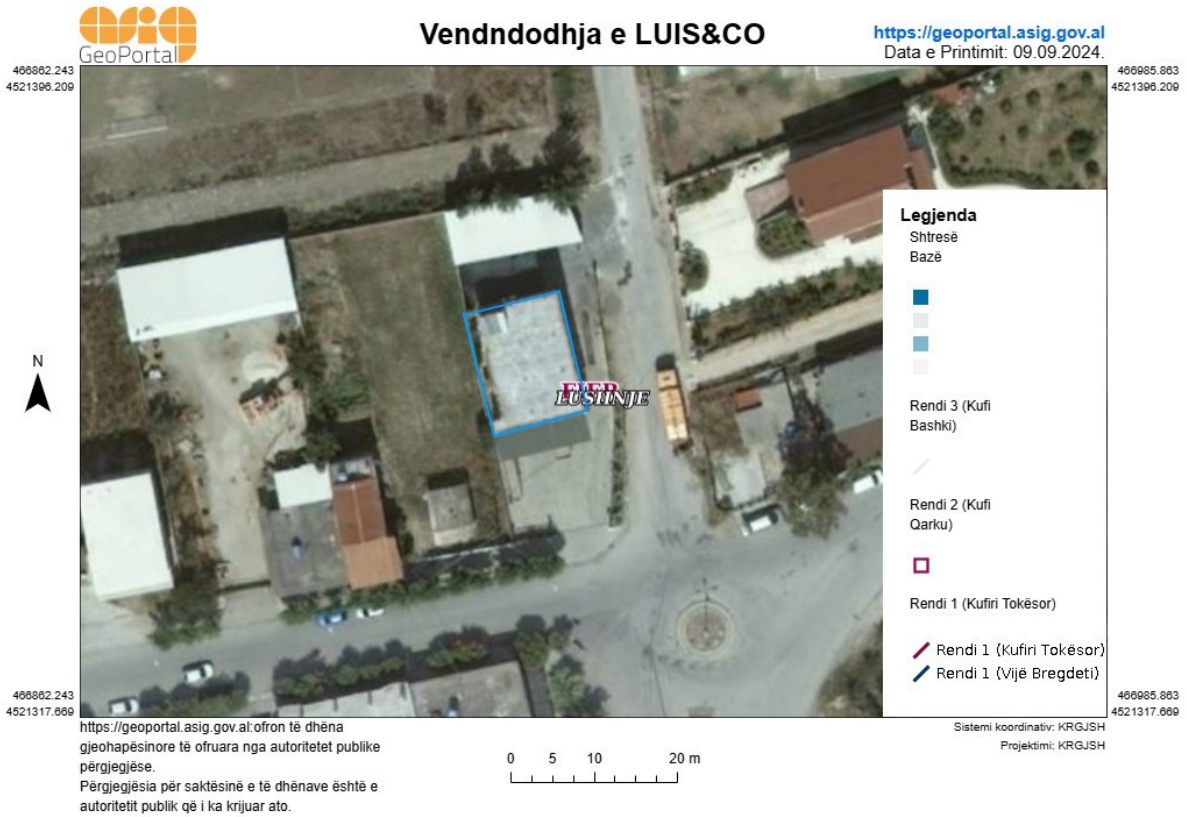 asig
GeoPortal
Vendndodhja e LUIS&CO
https://geoportal.asig.gov.al
Data e Printimit: 09.09.2024.
466862.243
4521396.209
466985.863
4521396.209
Legjenda
Shtresë
Bazë
Rendi 3 (Kufi
Bashki)
Rendi 2 (Kufi
Qarku)
Rendi 1 (Kufiri Tokësor)
Rendi 1 (Kufiri Tokësor)
Rendi 1 (Vijë Bregdeti)
N
FIER
LUSHNJE
466862.243
4521317.669
466985.863
4521317.669
https://geoportal.asig.gov.al:ofron të dhëna
gjeohapësinore të ofruara nga autoritetet publike
përgjegjëse.
Përgjegjësia për saktësinë e të dhënave është e
autoritetit publik që i ka krijuar ato.
0 5 10 20 m
Sistemi koordinativ: KRGJSH
Projektimi: KRGJSH